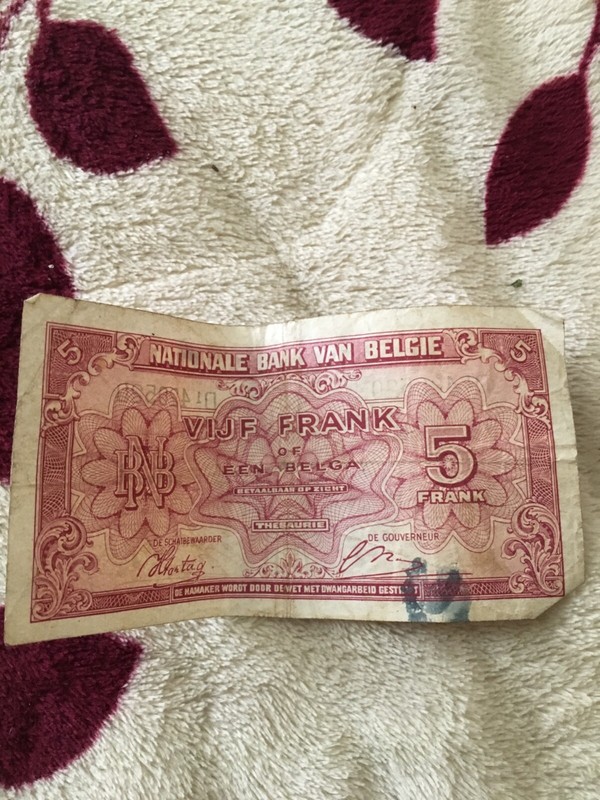 5 NATIONALE BANK VAN BELGIE 5
VIJF FRANK
OF
EEN BELGA
BETAALBAAR OP ZICHT
THESAURIE
NBB
5
FRANK
DE SCHATBEWAARDER
DE GOUVERNEUR
DE NAMAKER WORDT DOOR DE WET MET DWANGARBEID GESTRAFT